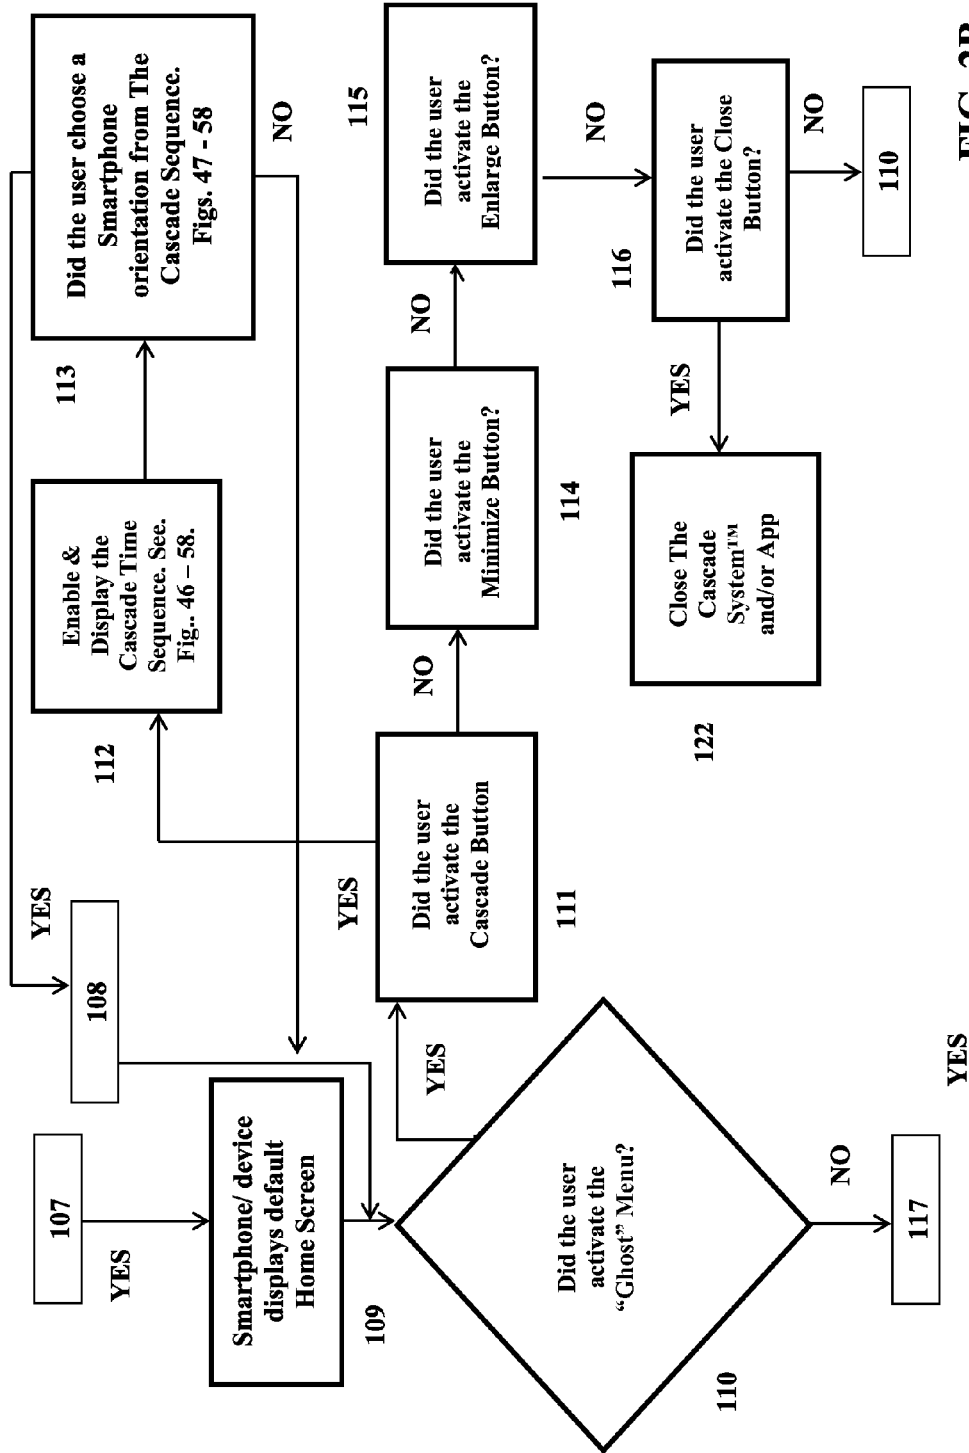 107
YES
108
YES
Enable &
Display the
Cascade Time
Sequence. See.
Fig.. 46 – 58.
112
Did the user choose a
Smartphone
orientation from The
Cascade Sequence.
Figs. 47 - 58
113
NO
Smartphone/ device
displays default
Home Screen
109
YES
YES
Did the user
activate the
Cascade Button
111
NO
Did the user
activate the
Minimize Button?
114
NO
Did the user
activate the
Enlarge Button?
115
NO
Did the user
activate the
“Ghost” Menu?
110
NO
117
YES
Close The
Cascade
System™
and/or App
122
YES
Did the user
activate the Close
Button?
116
NO
110
FIG. 2B